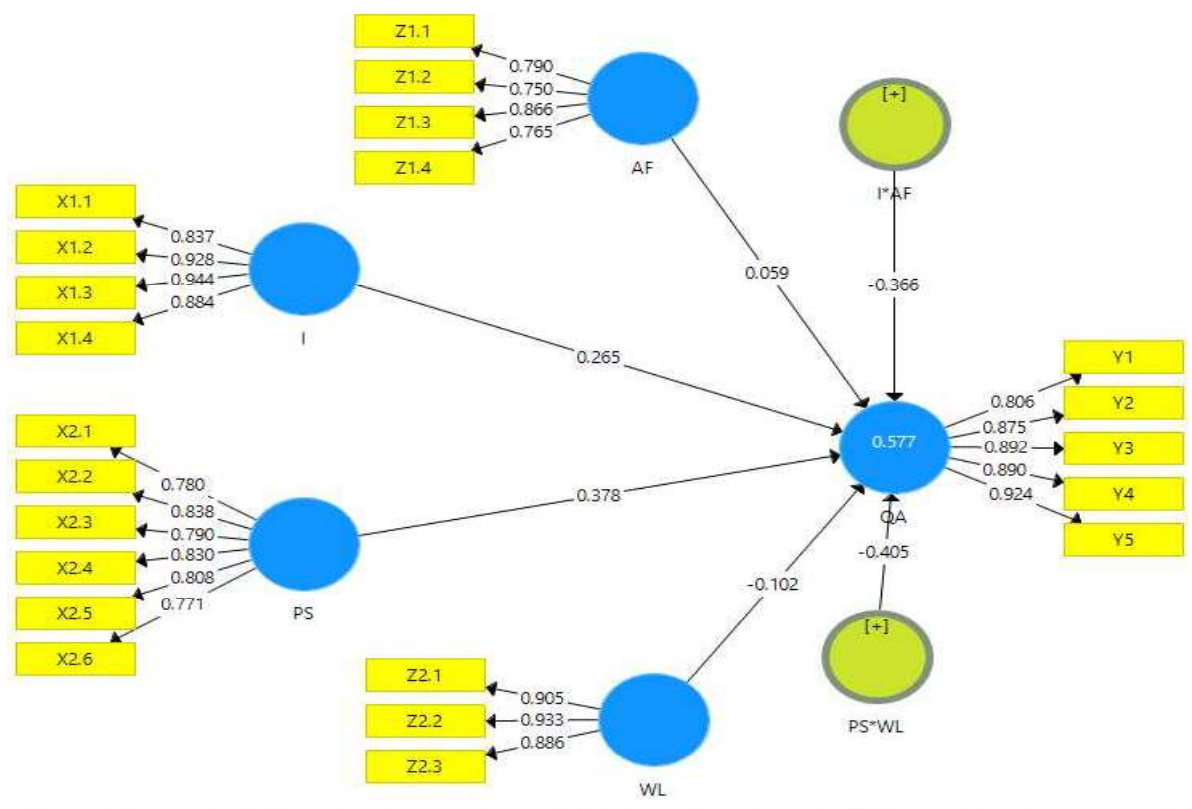 Z1.1
Z1.2
Z1.3
Z1.4
0.790
0.750
0.866
0.765
AF
[+]
I*AF
X1.1
X1.2
X1.3
X1.4
0.837
0.928
0.944
0.884
I
0.059
-0.366
0.265
X2.1
X2.2
X2.3
X2.4
X2.5
X2.6
0.780
0.838
0.790
0.830
0.808
0.771
PS
0.378
0.577
QA
0.806
0.875
0.892
0.890
0.924
Y1
Y2
Y3
Y4
Y5
-0.102
-0.405
Z2.1
Z2.2
Z2.3
0.905
0.933
0.886
WL
[+]
PS*WL